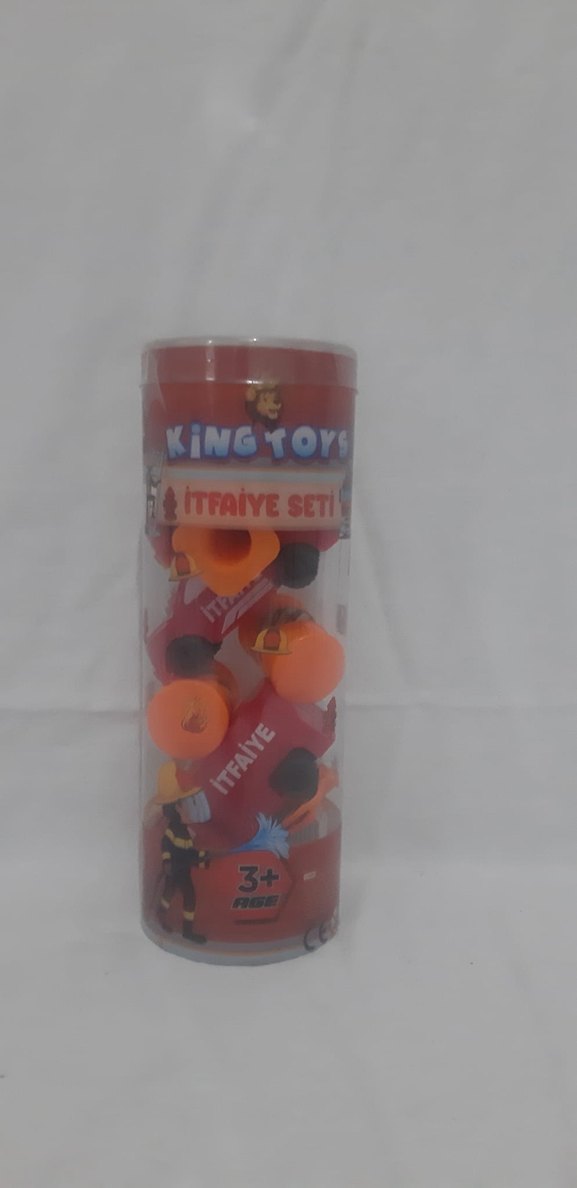 KiNG TOYS
İTFAİYE SETİ
İTFAİYE
İTFAİYE
3+
AGE
CE